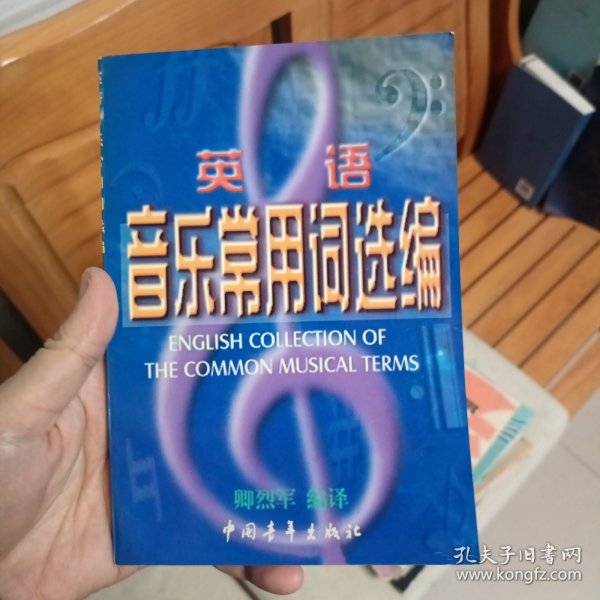 英语
音乐常用词选编
ENGLISH COLLECTION OF
THE COMMON MUSICAL TERMS
卿烈军 编译
中国青年出版社
孔夫子旧书网
www.kongfz.com